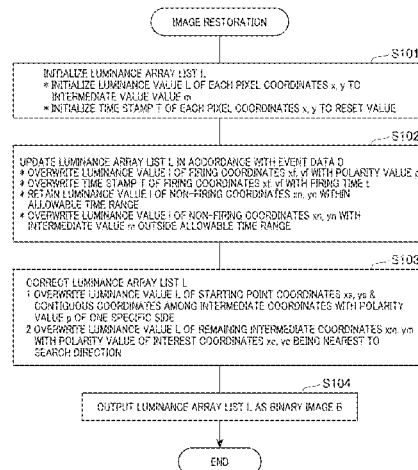 IMAGE RESTORATION
S101
INITIALIZE LUMINANCE ARRAY LIST L
* INITIALIZE LUMINANCE VALUE L OF EACH PIXEL COORDINATES x, y TO
INTERMEDIATE VALUE VALUE m
* INITIALIZE TIME STAMP T OF EACH PIXEL COORDINATES x, y TO RESET VALUE
S102
UPDATE LUMINANCE ARRAY LIST L IN ACCORDANCE WITH EVENT DATA D
* OVERWRITE LUMINANCE VALUE l OF FIRING COORDINATES xf, yf WITH POLARITY VALUE
* OVERWRITE TIME STAMP T OF FIRING COORDINATES xf, yf WITH FIRING TIME t
* RETAIN LUMINANCE VALUE l OF NON-FIRING COORDINATES xn, yn WITHIN
ALLOWABLE TIME RANGE
* OVERWRITE LUMINANCE VALUE l OF NON-FIRING COORDINATES xn, yn WITH
INTERMEDIATE VALUE m OUTSIDE ALLOWABLE TIME RANGE
S103
CORRECT LUMINANCE ARRAY LIST L
1 OVERWRITE LUMINANCE VALUE L OF STARTING POINT COORDINATES xs, ys &
CONTIGUOUS COORDINATES AMONG INTERMEDIATE COORDINATES WITH POLARITY
VALUE p OF ONE SPECIFIC SIDE
2 OVERWRITE LUMINANCE VALUE L OF REMAINING INTERMEDIATE COORDINATES xm, ym
WITH POLARITY VALUE OF INTEREST COORDINATES xc, yc BEING NEAREST TO
SEARCH DIRECTION
S104
OUTPUT LUMINANCE ARRAY LIST L AS BINARY IMAGE B
END